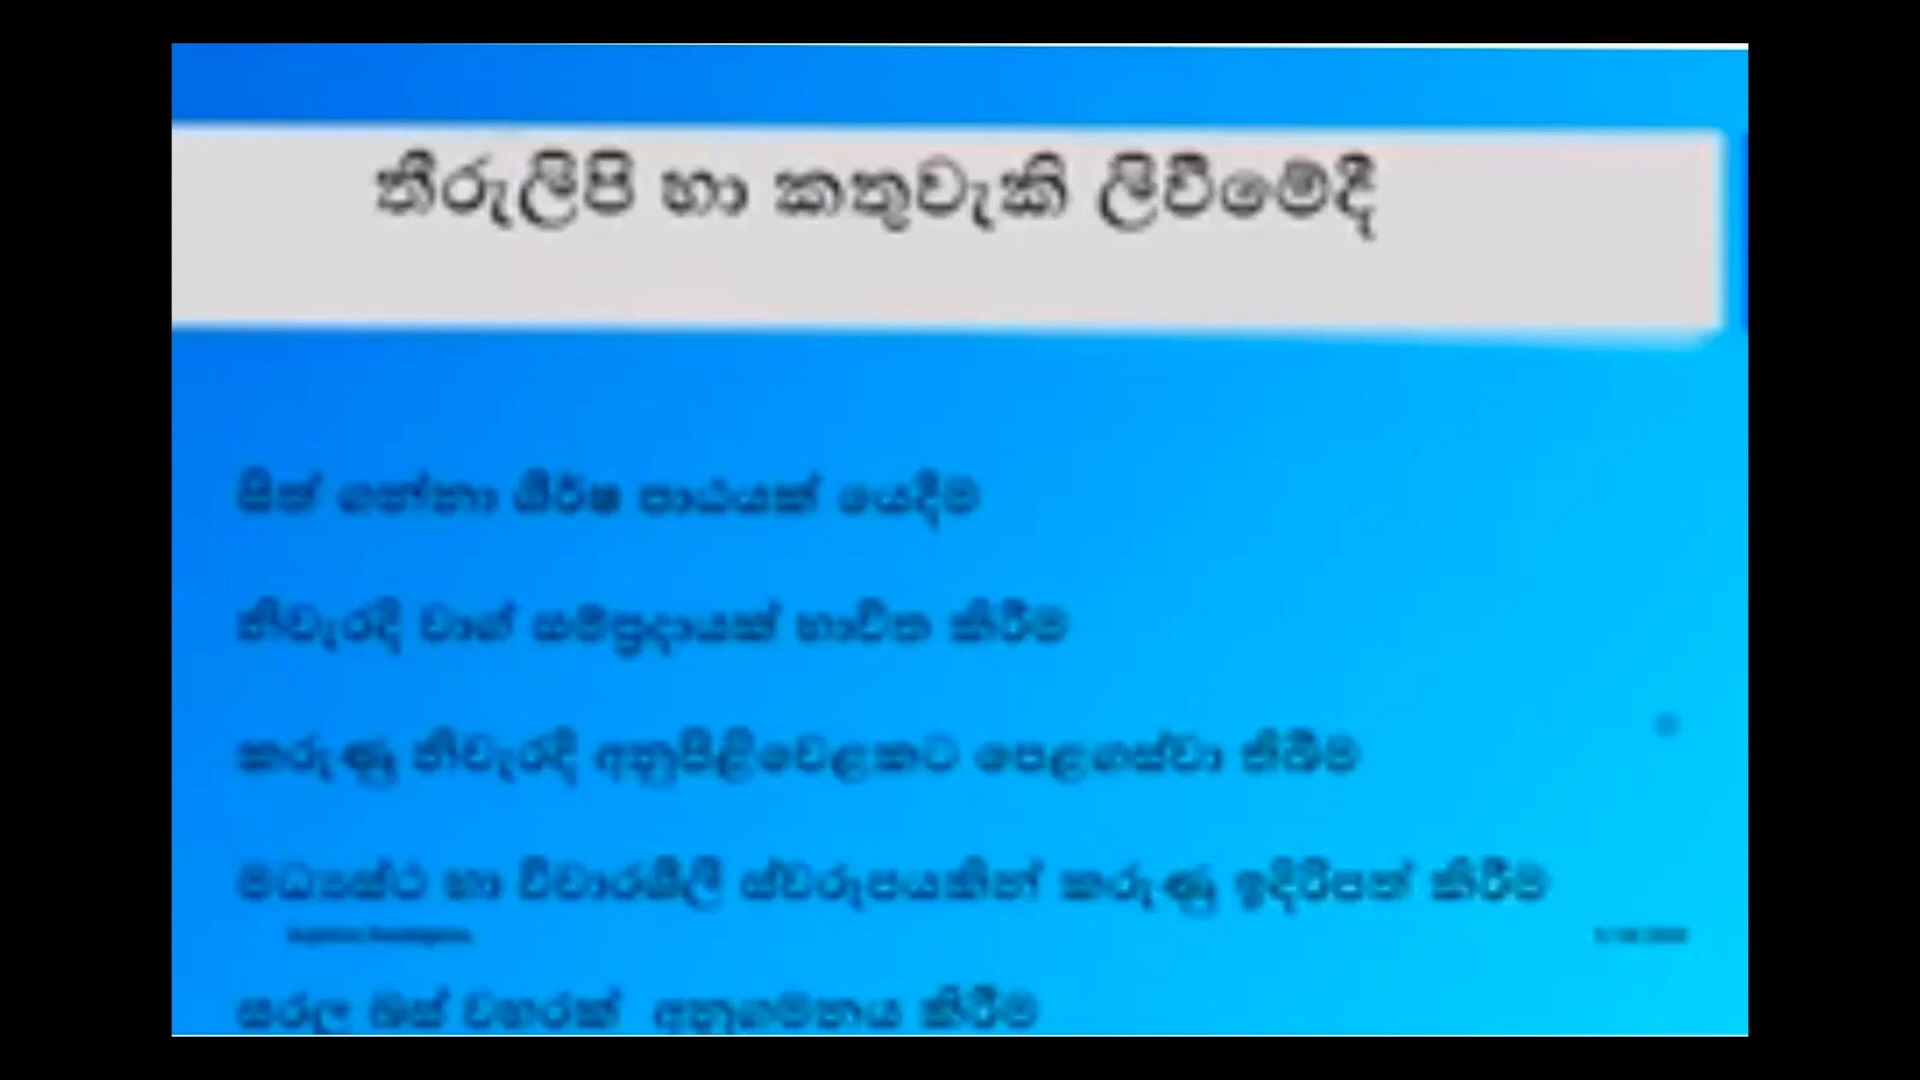 තීරුලිපි හා කතුවැකි ලිවීමේදී
සිත් ගන්නා ශීර්ෂ පාඨයක් යෙදීම
නිවැරදි වාග් සම්ප්‍රදායක් භාවිත කිරීම
කරුණු නිවැරදි අනුපිළිවෙළකට පෙළගස්වා තිබීම
මධ්‍යස්ථ හා විචාරශීලී ස්වරූපයකින් කරුණු ඉදිරිපත් කිරීම
සරල බස් වහරක් අනුගමනය කිරීම